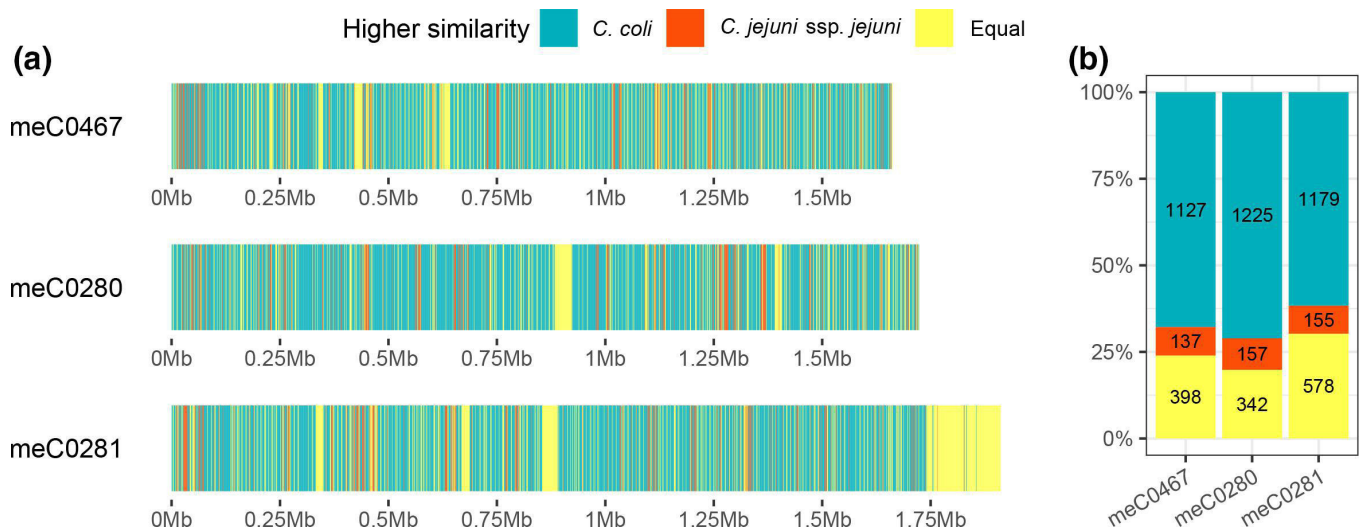 Higher similarity C. coli C. jejuni ssp. jejuni Equal
(a)
meC0467
0Mb 0.25Mb 0.5Mb 0.75Mb 1Mb 1.25Mb 1.5Mb
meC0280
0Mb 0.25Mb 0.5Mb 0.75Mb 1Mb 1.25Mb 1.5Mb
meC0281
0Mb 0.25Mb 0.5Mb 0.75Mb 1Mb 1.25Mb 1.5Mb 1.75Mb
(b)
100%
75%
50%
25%
0%
1127 1225 1179
137 157 155
398 342 578
meC0467 meC0280 meC0281